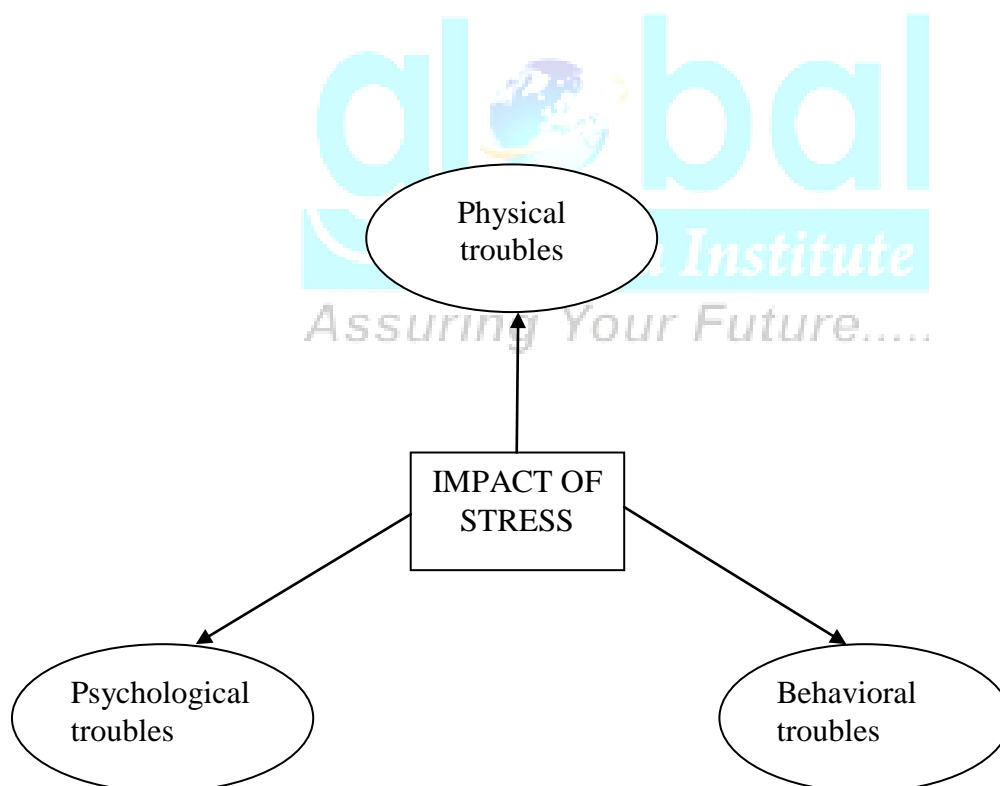 global
Physical
troubles
Institute
Assuring Your Future.....
IMPACT OF
STRESS
Psychological
troubles
Behavioral
troubles